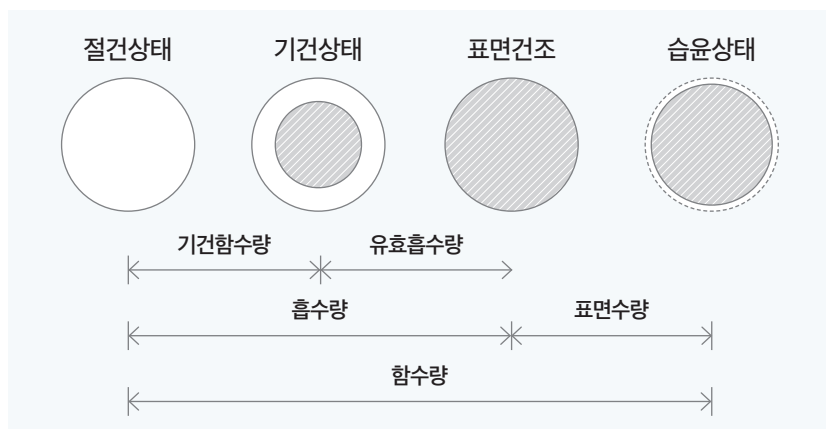 절건상태 기건상태 표면건조 습윤상태
기건함수량 유효흡수량
흡수량 표면수량
함수량